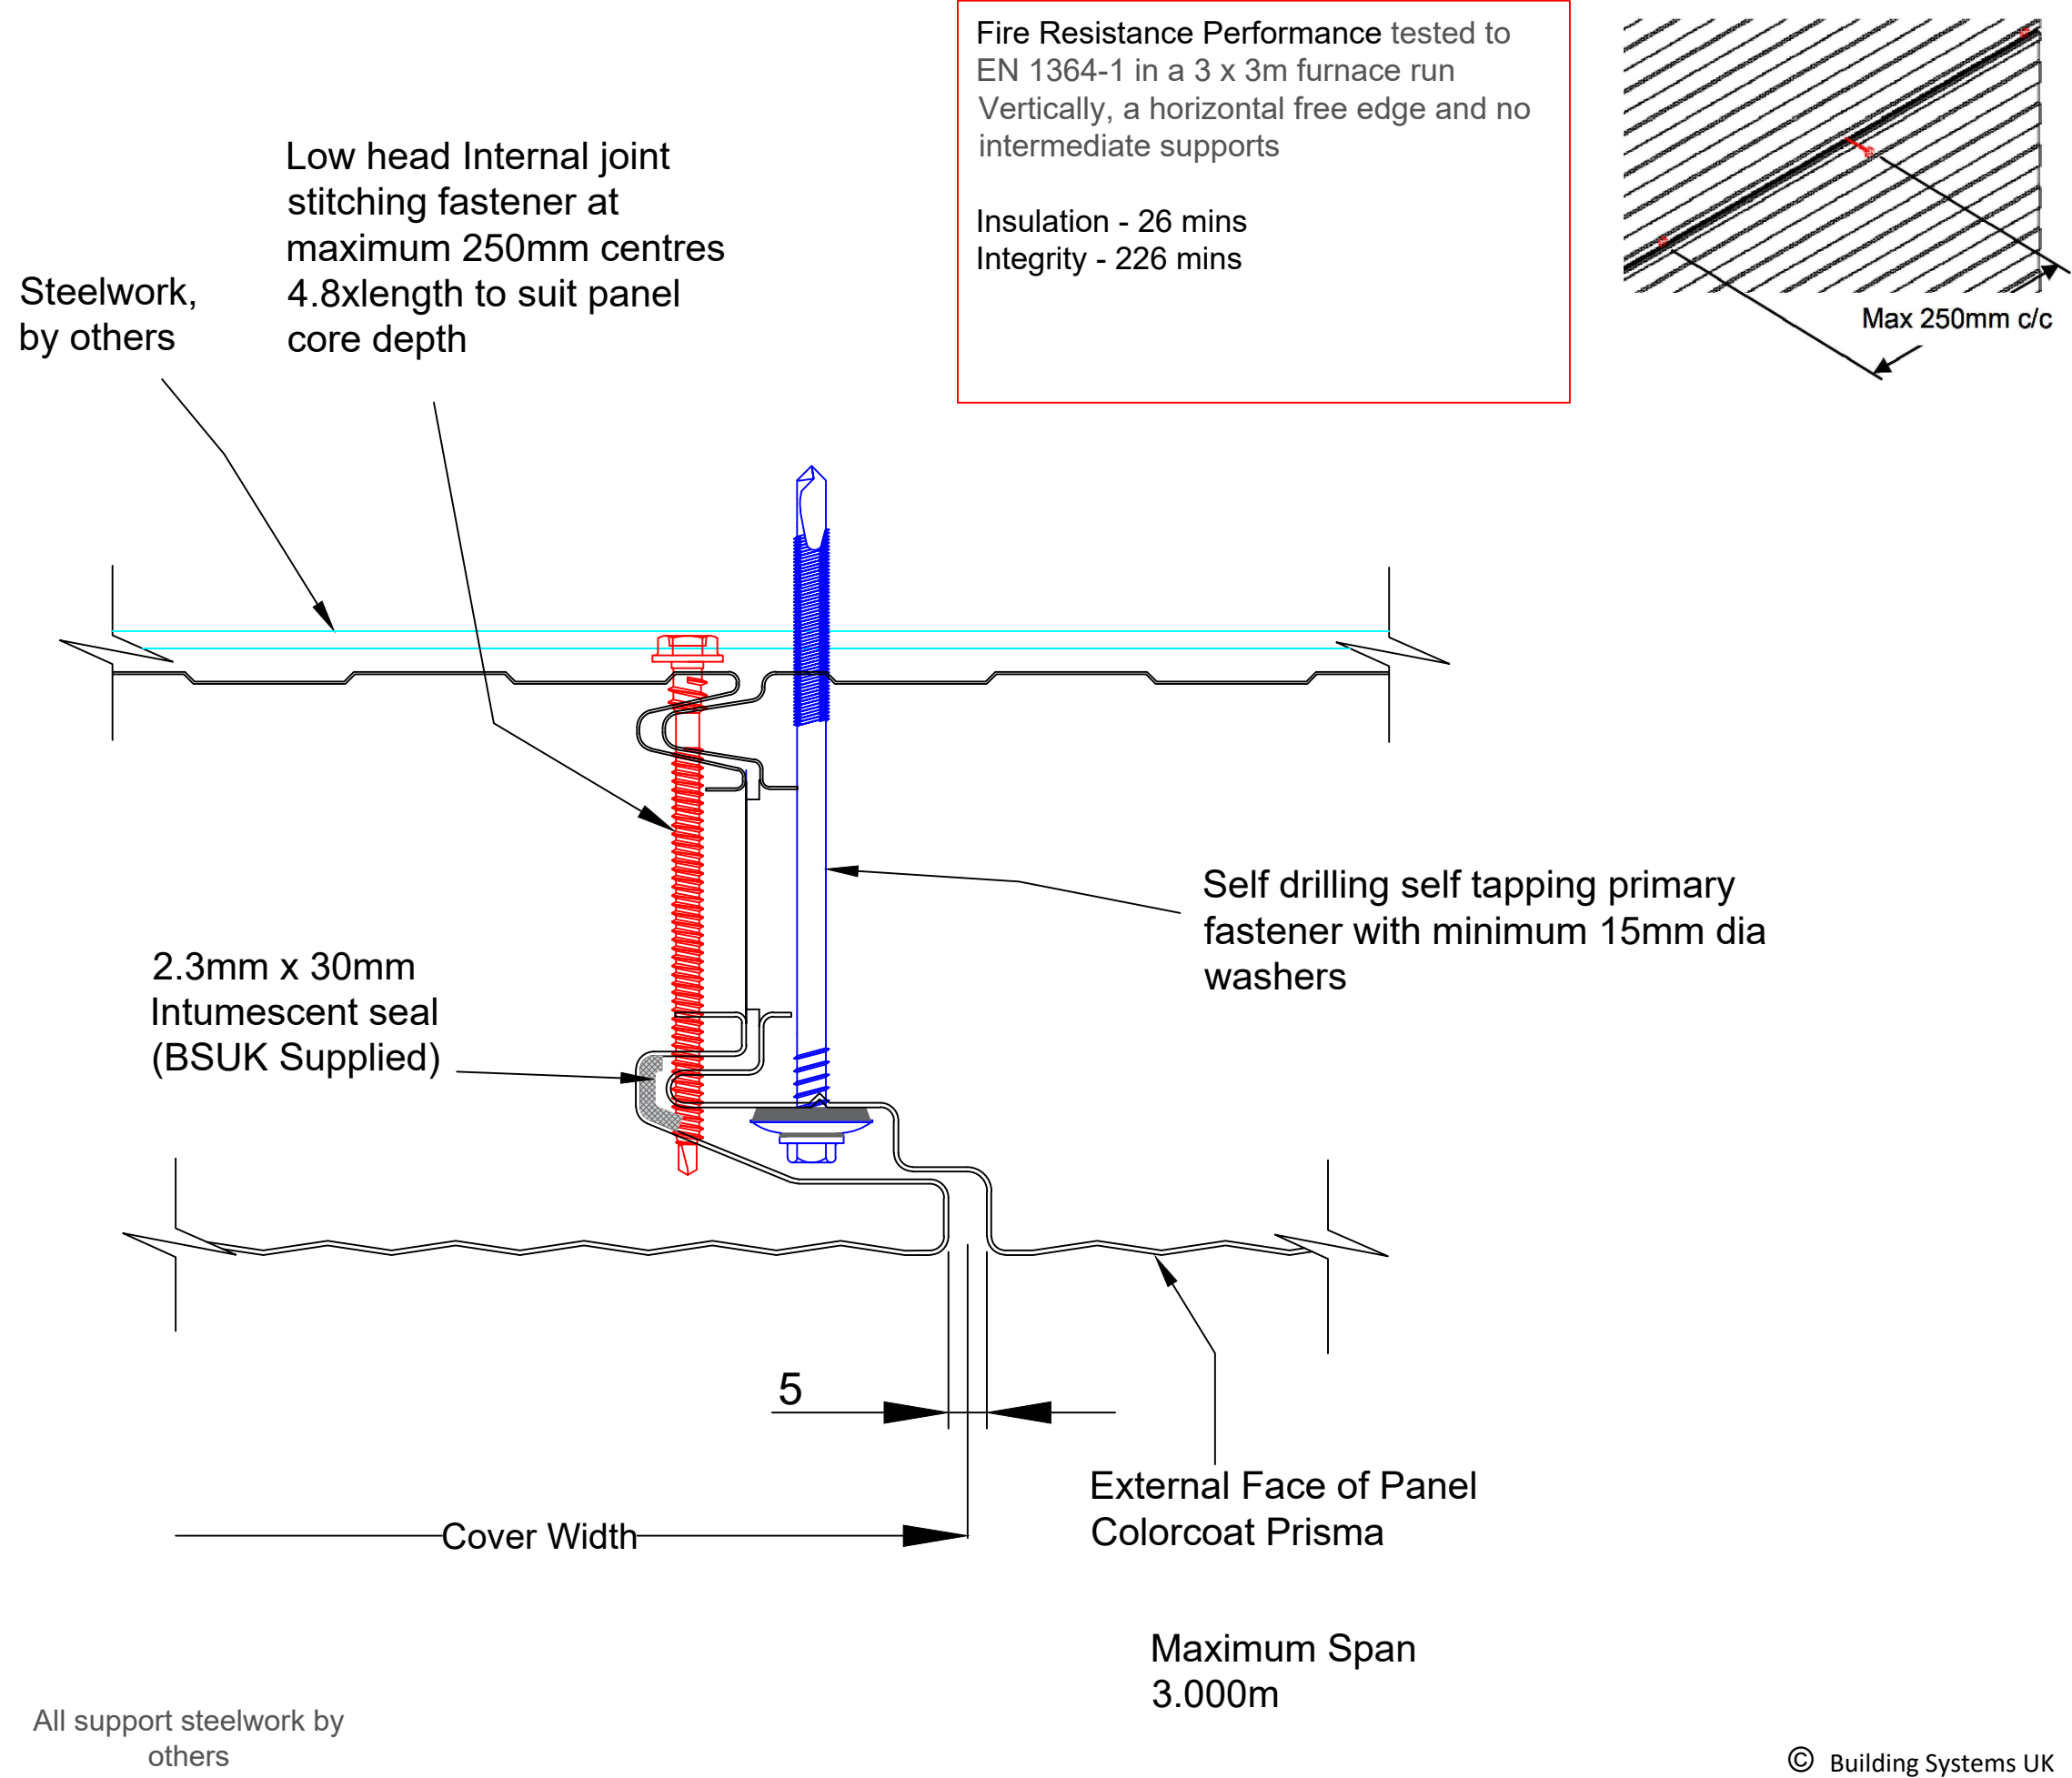 Fire Resistance Performance tested to
EN 1364-1 in a 3 x 3m furnace run
Vertically, a horizontal free edge and no
intermediate supports
Insulation - 26 mins
Integrity - 226 mins
Max 250mm c/c
Low head Internal joint
stitching fastener at
maximum 250mm centres
4.8xlength to suit panel
core depth
Steelwork,
by others
Self drilling self tapping primary
fastener with minimum 15mm dia
washers
2.3mm x 30mm
Intumescent seal
(BSUK Supplied)
5
Cover Width
External Face of Panel
Colorcoat Prisma
Maximum Span
3.000m
All support steelwork by
others
© Building Systems UK